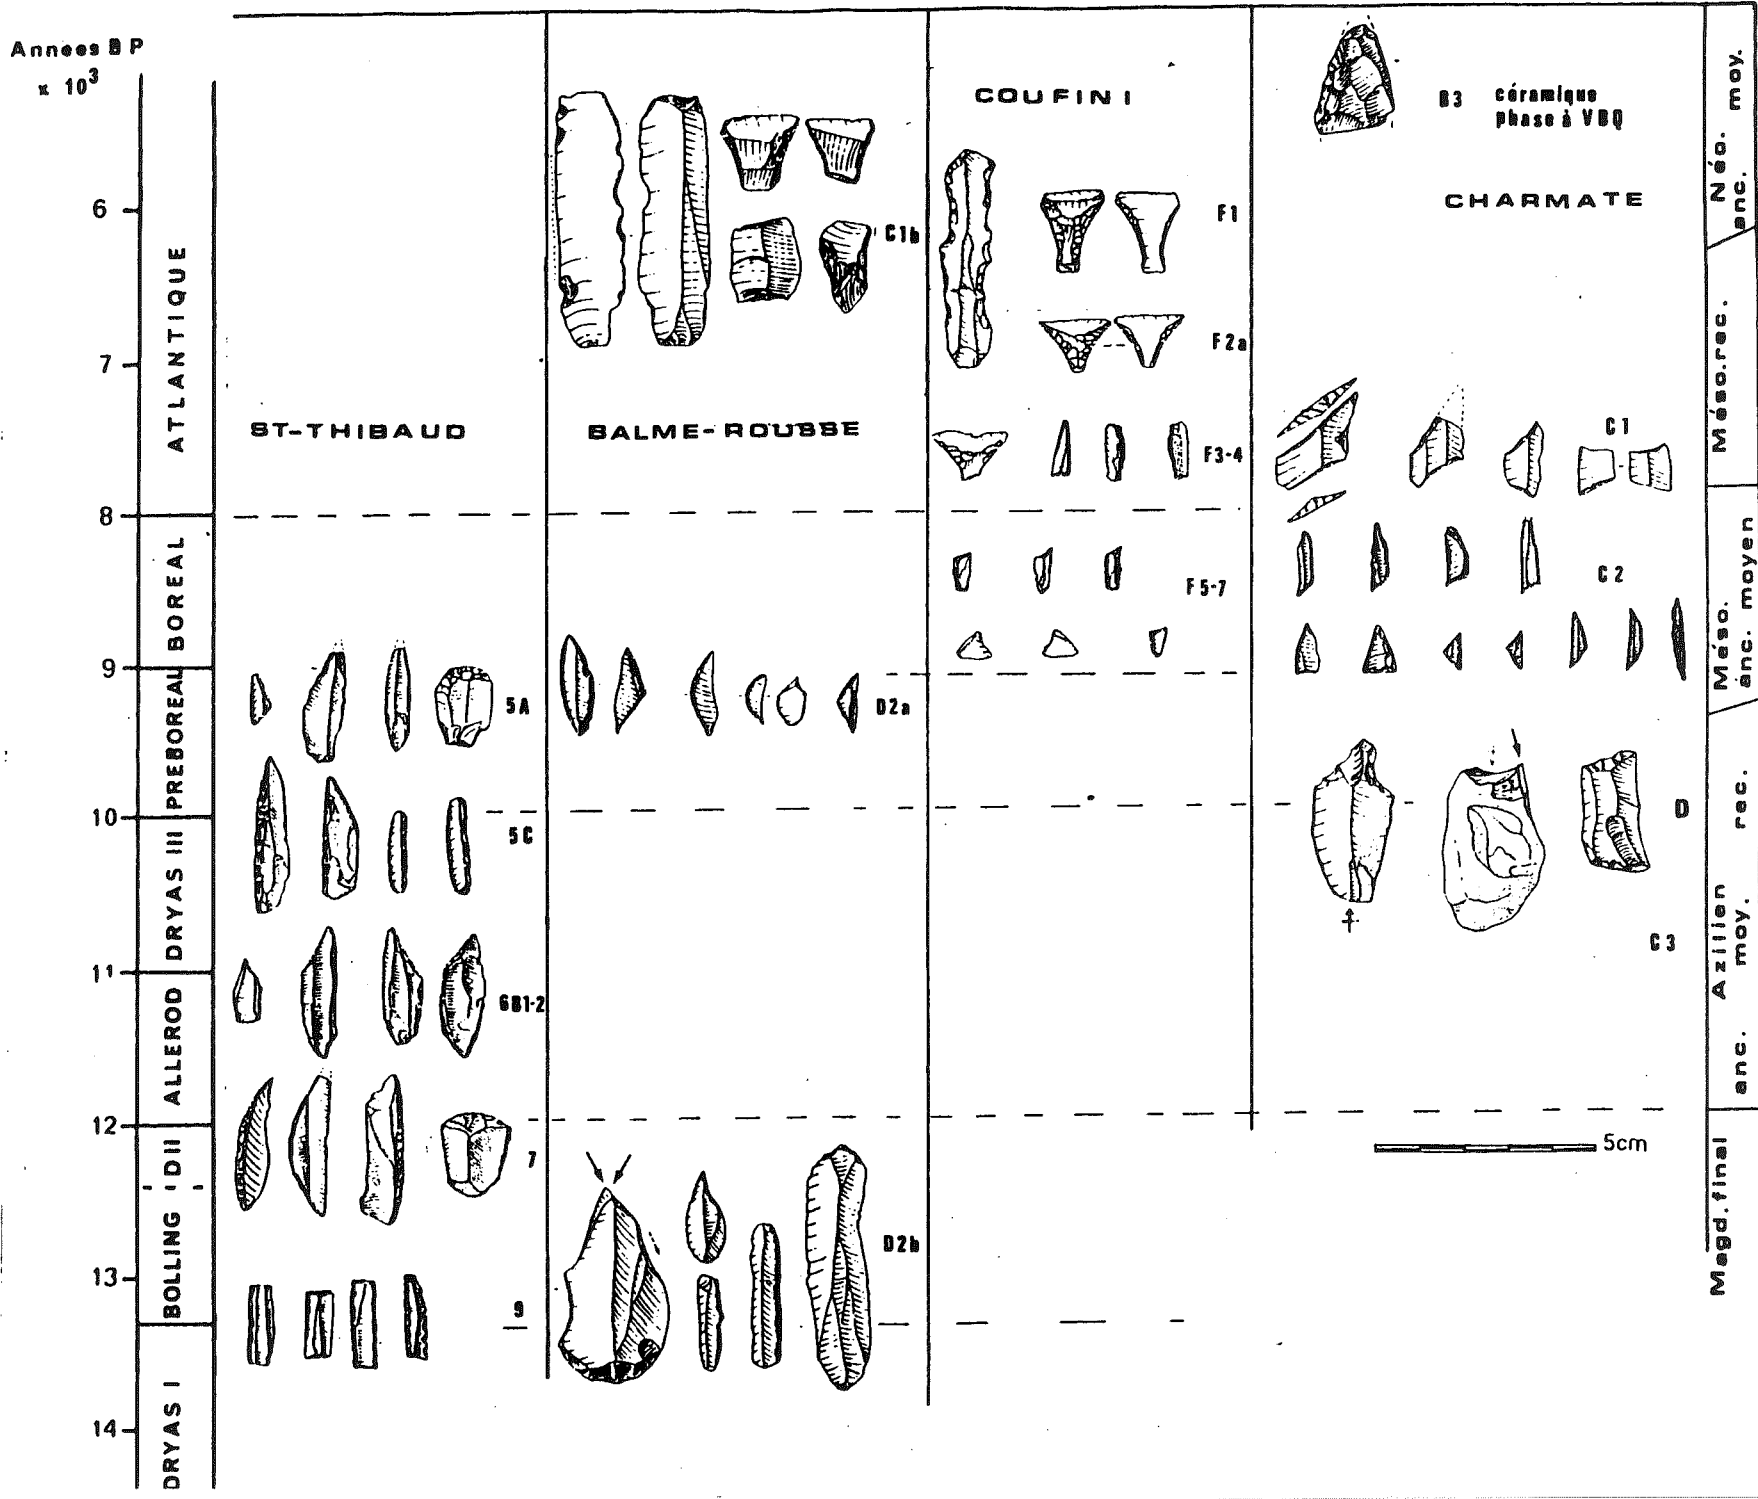 Années BP
x 10³
6
7
8
9
10
11
12
13
14
ATLANTIQUE
BOREAL
PREBOREAL
DRYAS III
ALLEROD
DII
BOLLING
DRYAS I
ST-THIBAUD
5A
5C
6B1-2
7
9
BALME-ROUSSE
C1b
D2a
D2b
COUFIN I
F1
F2a
F3-4
F5-7
B3 céramique
phase à VBQ
CHARMATE
C1
C2
D
C3
5cm
Néo.
anc. moy.
Méso.rec.
Méso.
anc. moyen
Azilien
anc. moy. rec.
Magd.final